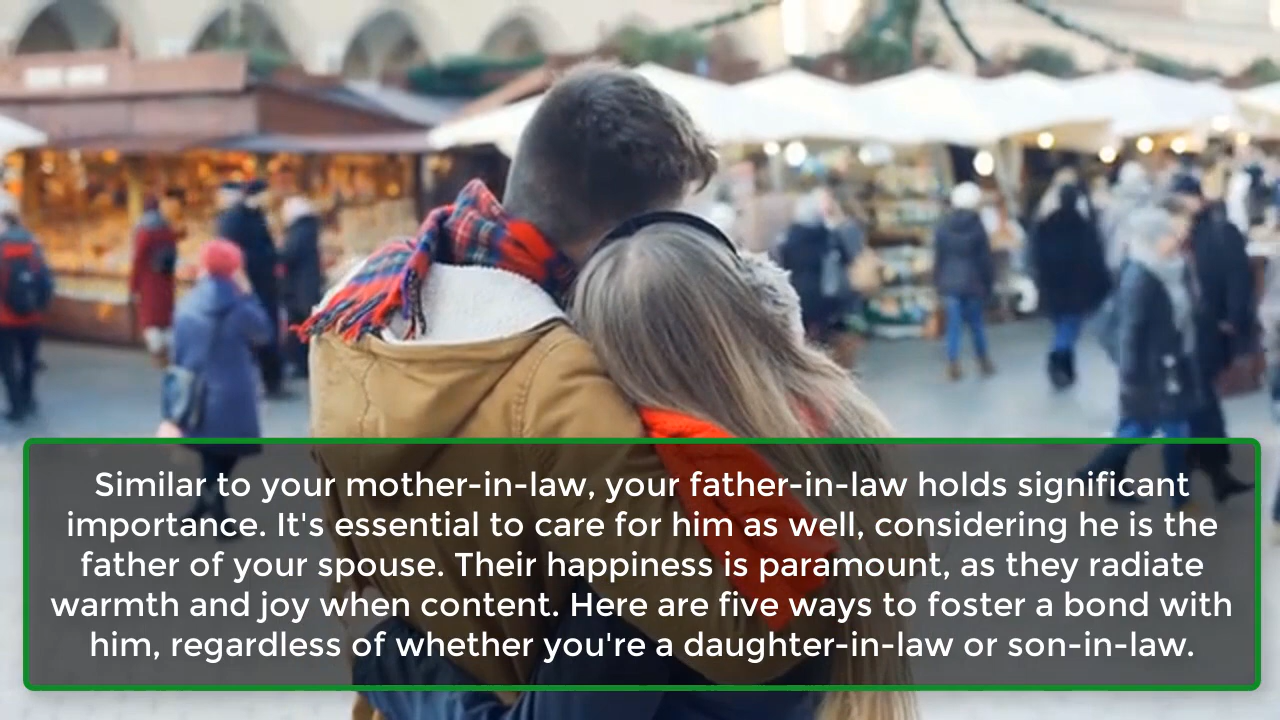 Similar to your mother-in-law, your father-in-law holds significant
importance. It's essential to care for him as well, considering he is the
father of your spouse. Their happiness is paramount, as they radiate
warmth and joy when content. Here are five ways to foster a bond with
him, regardless of whether you're a daughter-in-law or son-in-law.